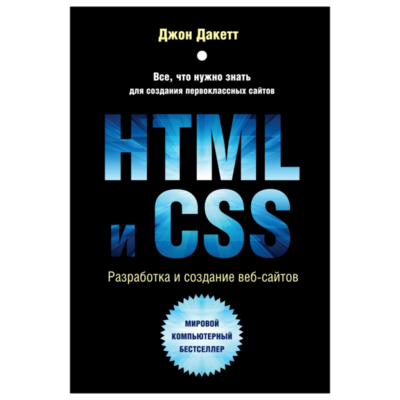 Джон Дакетт
Все, что нужно знать
для создания первоклассных сайтов
HTML
и CSS
Разработка и создание веб-сайтов
МИРОВОЙ
КОМПЬЮТЕРНЫЙ
БЕСТСЕЛЛЕР